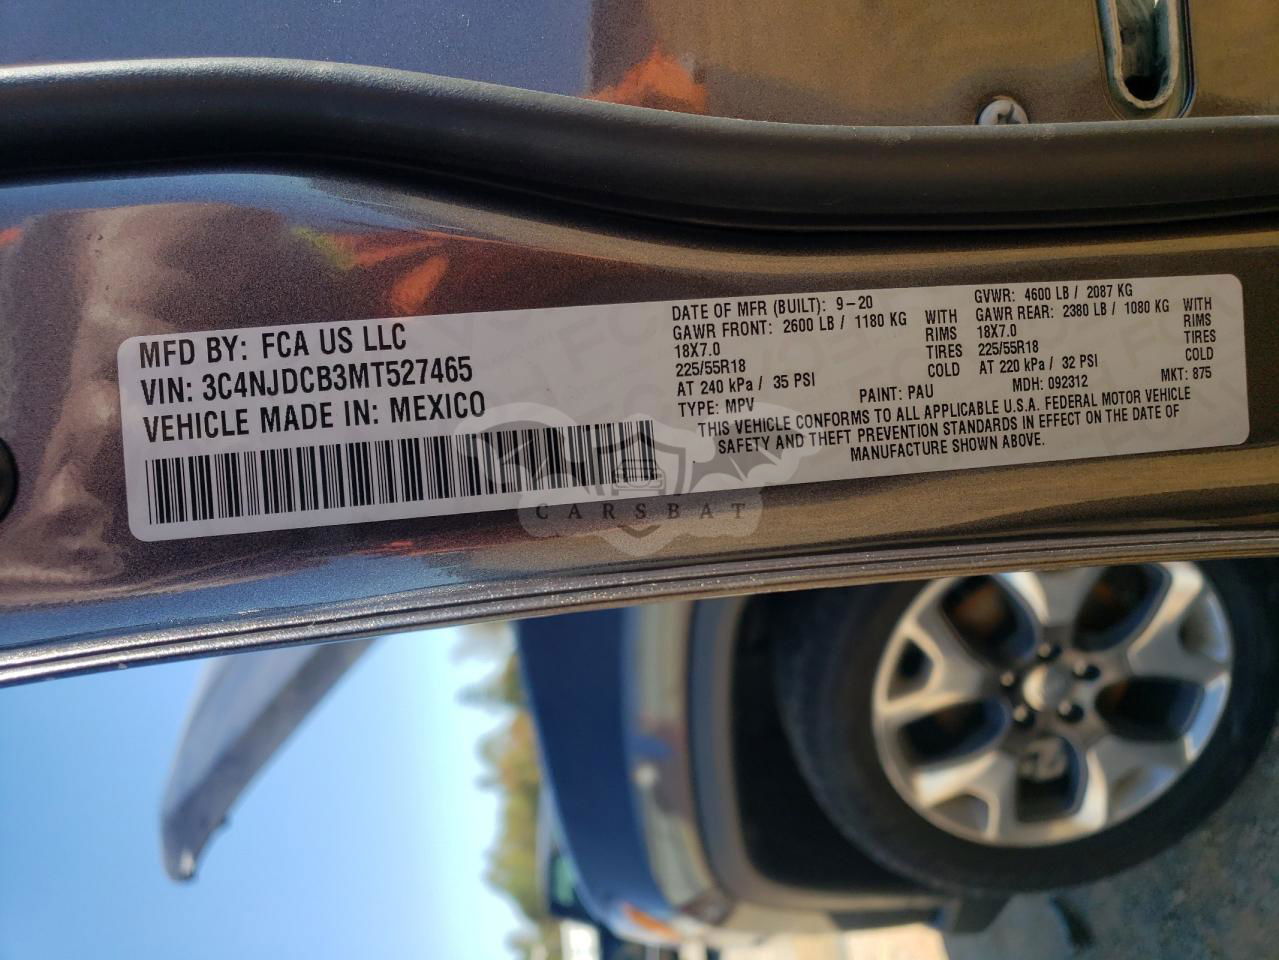 MFD BY: FCA US LLC
VIN: 3C4NJDCB3MT527465
VEHICLE MADE IN: MEXICO
DATE OF MFR (BUILT): 9-20
GAWR FRONT: 2600 LB / 1180 KG WITH
18X7.0 RIMS
225/55R18 TIRES
AT 240 kPa / 35 PSI COLD
TYPE: MPV PAINT: PAU
GVWR: 4600 LB / 2087 KG
GAWR REAR: 2380 LB / 1080 KG WITH
18X7.0 RIMS
225/55R18 TIRES
AT 220 kPa / 32 PSI COLD
MDH: 092312 MKT: 875
THIS VEHICLE CONFORMS TO ALL APPLICABLE U.S.A. FEDERAL MOTOR VEHICLE
SAFETY AND THEFT PREVENTION STANDARDS IN EFFECT ON THE DATE OF
MANUFACTURE SHOWN ABOVE.
CARSBAT